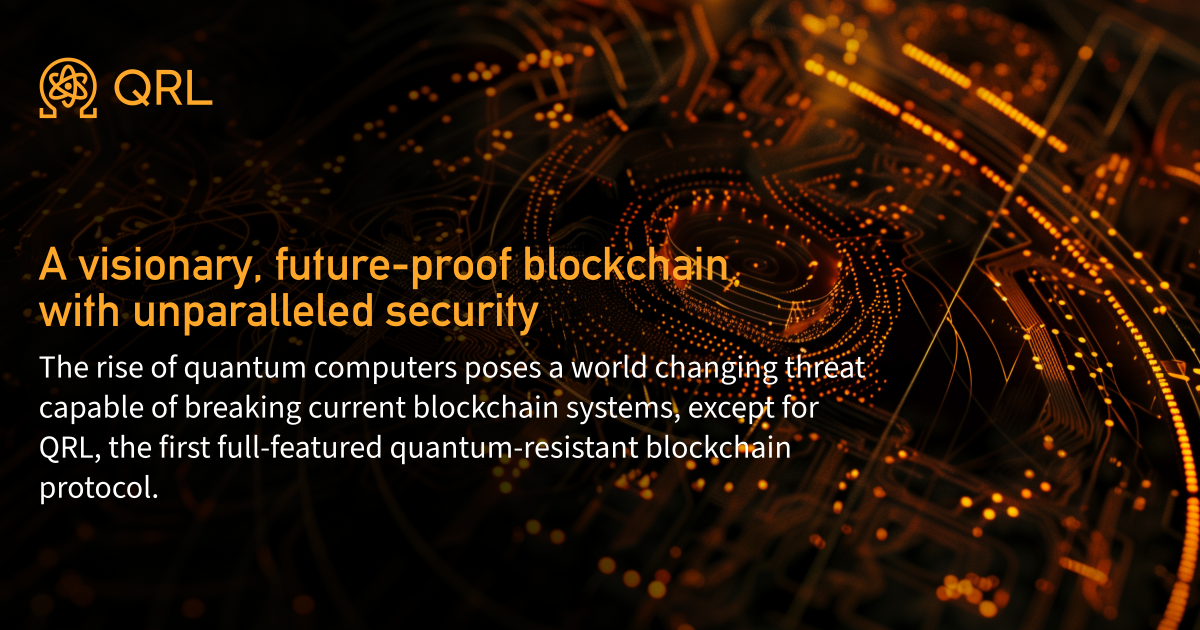 QRL
A visionary, future-proof blockchain,
with unparalleled security
The rise of quantum computers poses a world changing threat
capable of breaking current blockchain systems, except for
QRL, the first full-featured quantum-resistant blockchain
protocol.